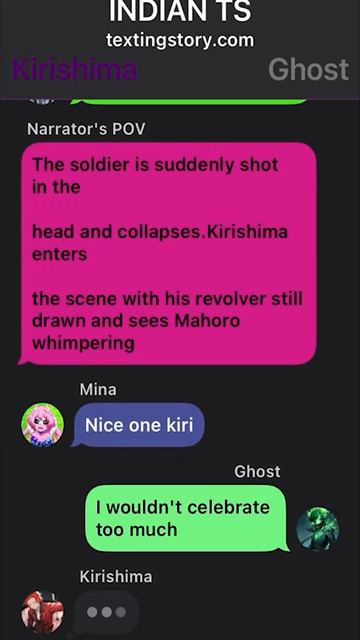 INDIAN TS
textingstory.com
Kirishima
Ghost
Narrator's POV
The soldier is suddenly shot
in the
head and collapses.Kirishima
enters
the scene with his revolver still
drawn and sees Mahoro
whimpering
Mina
Nice one kiri
Ghost
I wouldn't celebrate
too much
Kirishima